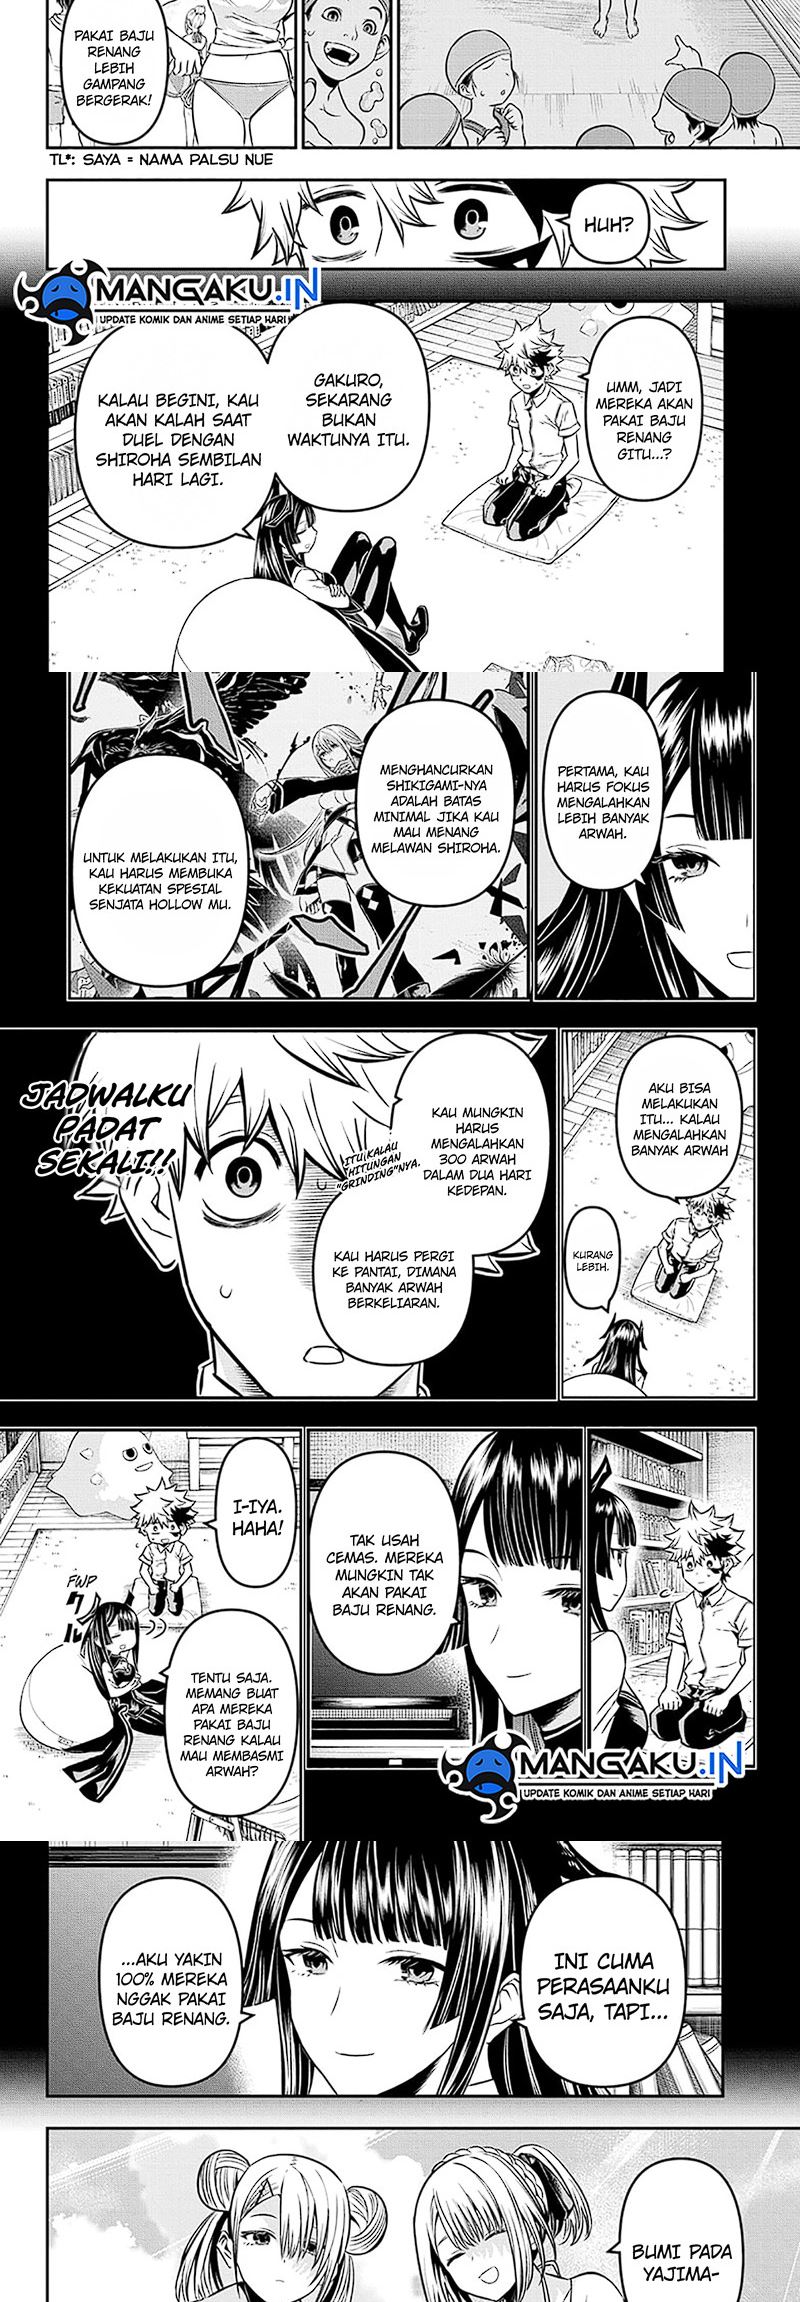 PAKAI BAJU
RENANG
LEBIH
GAMPANG
BERGERAK!
TL*: SAYA = NAMA PALSU NUE
HUH?
MANGAKU.IN
UPDATE KOMIK DAN ANIME SETIAP HARI
UMM, JADI
MEREKA AKAN
PAKAI BAJU
RENANG
GITU...?
GAKURO,
SEKARANG
BUKAN
WAKTUNYA ITU.
KALAU BEGINI, KAU
AKAN KALAH SAAT
DUEL DENGAN
SHIROHA SEMBILAN
HARI LAGI.
PERTAMA, KAU
HARUS FOKUS
MENGALAHKAN
LEBIH BANYAK
ARWAH.
MENGHANCURKAN
SHIKIGAMI-NYA
ADALAH BATAS
MINIMAL JIKA KAU
MAU MENANG
MELAWAN SHIROHA.
UNTUK MELAKUKAN ITU,
KAU HARUS MEMBUKA
KEKUATAN SPESIAL
SENJATA HOLLOW MU.
AKU BISA
MELAKUKAN
ITU... KALAU
MENGALAHKAN
BANYAK ARWAH
KURANG
LEBIH.
KAU MUNGKIN
HARUS
MENGALAHKAN
300 ARWAH
DALAM DUA HARI
KEDEPAN.
ITU KALAU
HITUNGAN
"GRINDING"NYA.
KAU HARUS PERGI
KE PANTAI, DIMANA
BANYAK ARWAH
BERKELIARAN.
JADWALKU
PADAT
SEKALI!!
TAK USAH
CEMAS. MEREKA
MUNGKIN TAK
AKAN PAKAI
BAJU RENANG.
I-IYA.
HAHA!
FWP
クルッ
TENTU SAJA.
MEMANG BUAT
APA MEREKA
PAKAI BAJU
RENANG KALAU
MAU MEMBASMI
ARWAH?
MANGAKU.IN
UPDATE KOMIK DAN ANIME SETIAP HARI
INI CUMA
PERASAANKU
SAJA, TAPI...
...AKU YAKIN
100% MEREKA
NGGAK PAKAI
BAJU RENANG.
BUMI PADA
YAJIMA-